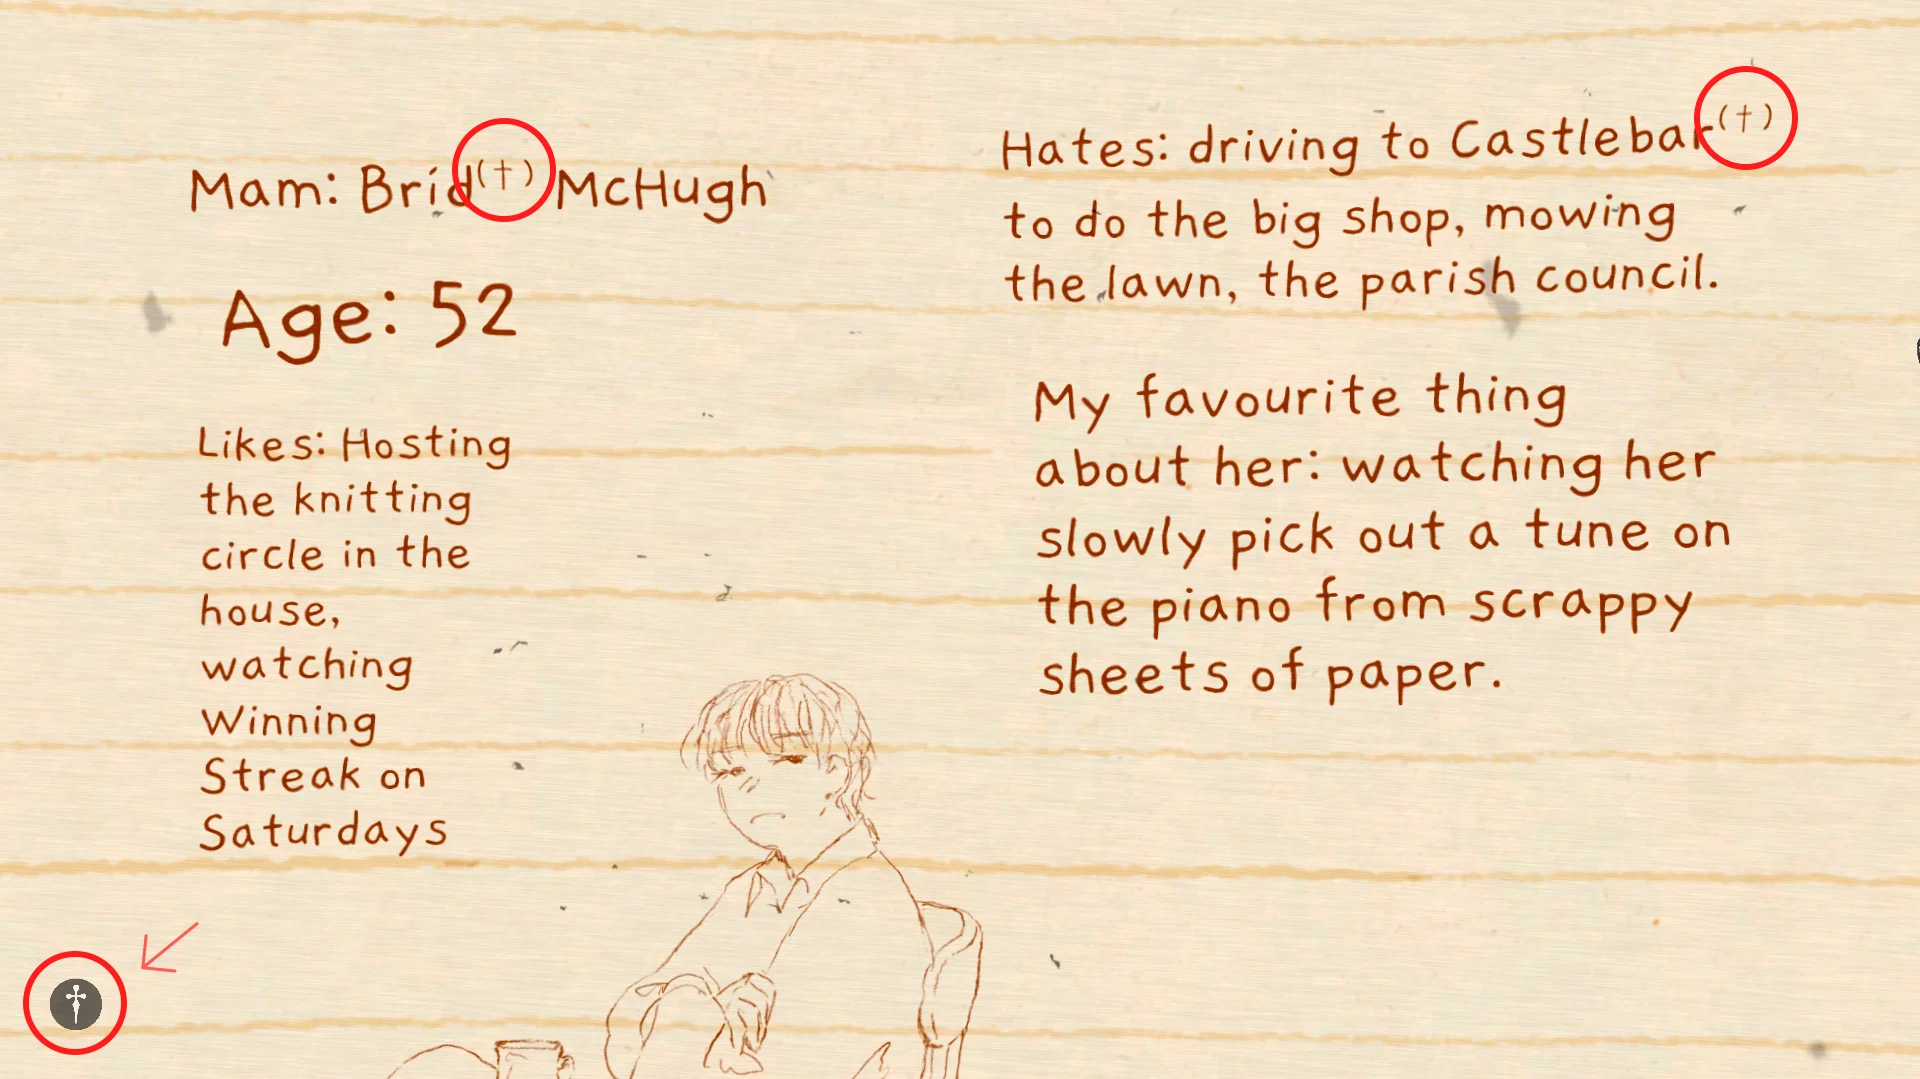 Mam: Bríd(†) McHugh
Age: 52
Likes: Hosting
the knitting
circle in the
house,
watching
Winning
Streak on
Saturdays
Hates: driving to Castlebar(†)
to do the big shop, mowing
the lawn, the parish council.
My favourite thing
about her: watching her
slowly pick out a tune on
the piano from scrappy
sheets of paper.
†